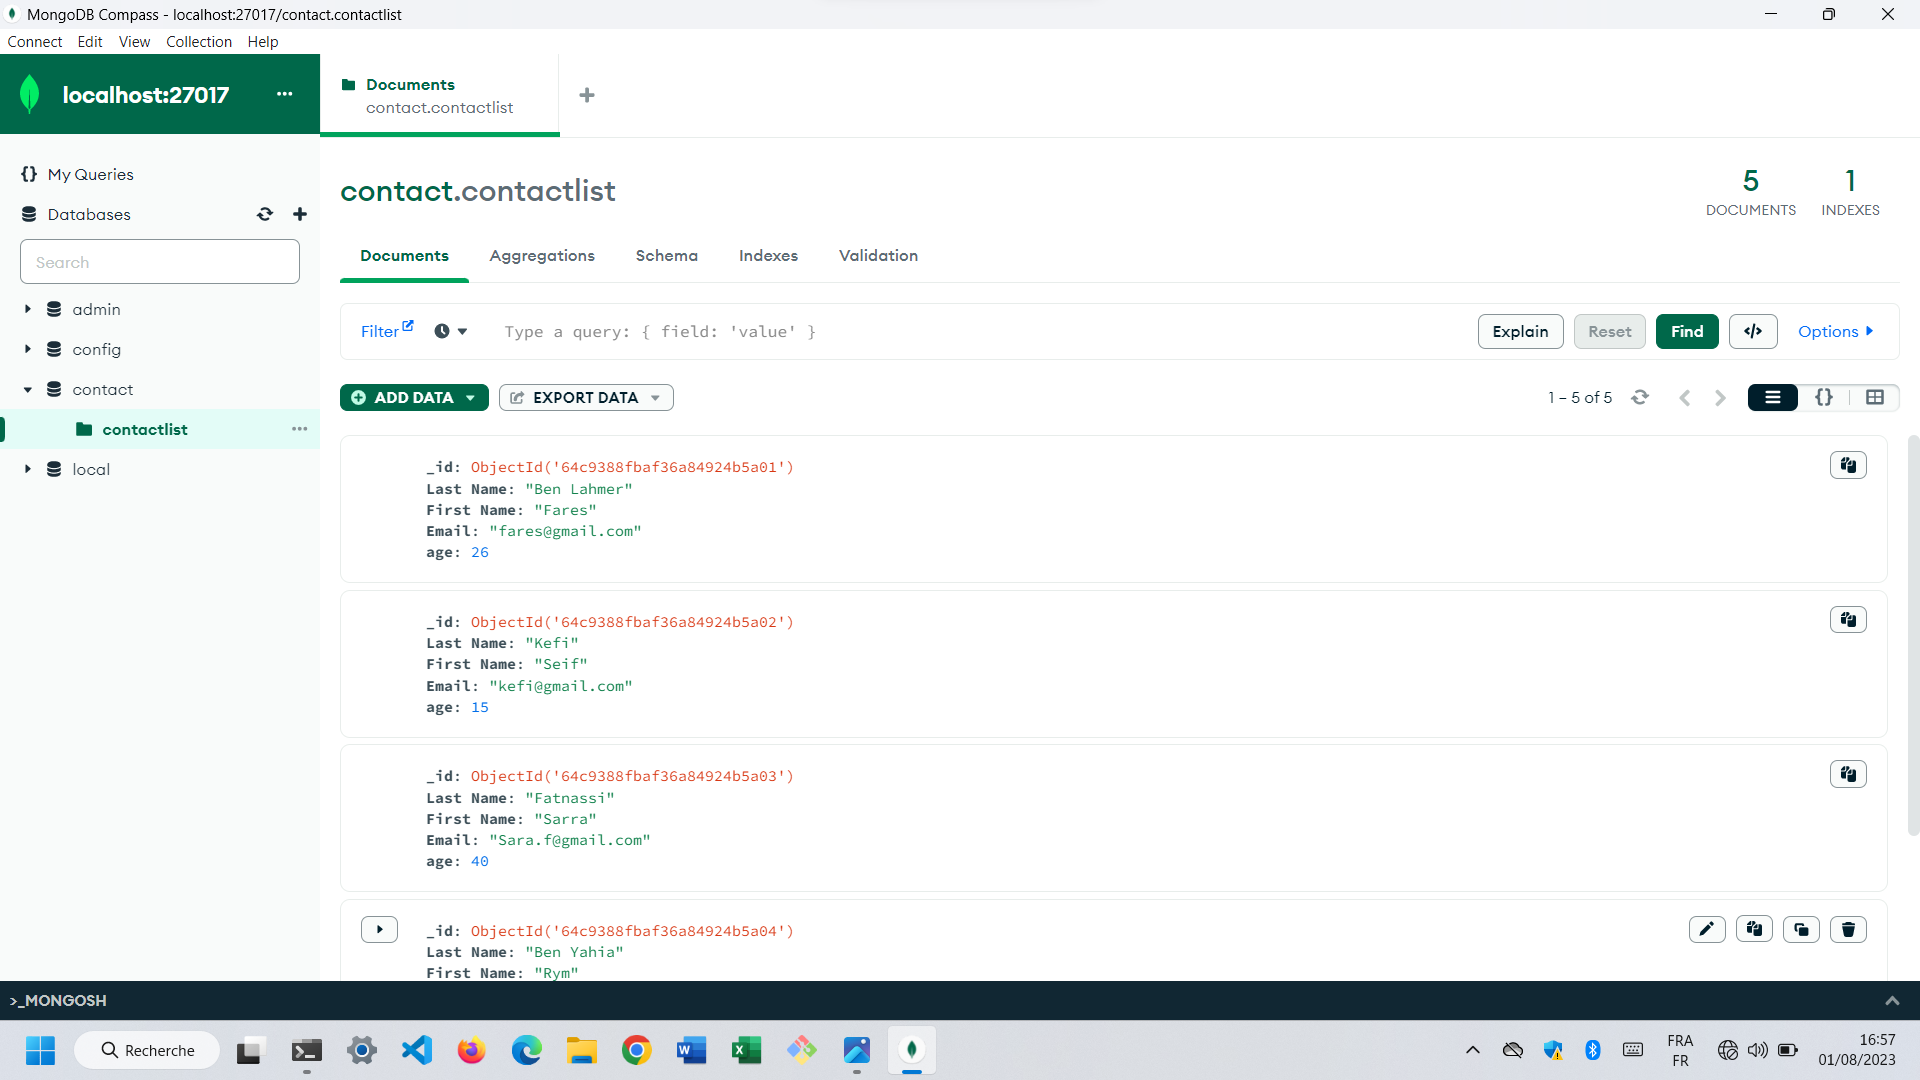 MongoDB Compass - localhost:27017/contact.contactlist
Connect Edit View Collection Help
localhost:27017
Documents
contact.contactlist
My Queries
Databases
Search
admin
config
contact
contactlist
local
contact.contactlist
5
DOCUMENTS
1
INDEXES
Documents Aggregations Schema Indexes Validation
Filter
Type a query: { field: 'value' }
Explain Reset Find </> Options
ADD DATA
EXPORT DATA
1 – 5 of 5
_id: ObjectId('64c9388fbaf36a84924b5a01')
Last Name: "Ben Lahmer"
First Name: "Fares"
Email: "fares@gmail.com"
age: 26
_id: ObjectId('64c9388fbaf36a84924b5a02')
Last Name: "Kefi"
First Name: "Seif"
Email: "kefi@gmail.com"
age: 15
_id: ObjectId('64c9388fbaf36a84924b5a03')
Last Name: "Fatnassi"
First Name: "Sarra"
Email: "Sara.f@gmail.com"
age: 40
_id: ObjectId('64c9388fbaf36a84924b5a04')
Last Name: "Ben Yahia"
First Name: "Rym"
>_MONGOSH
Recherche
FRA
FR
16:57
01/08/2023